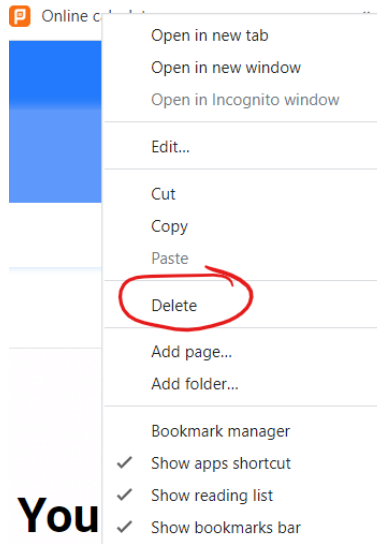 Online
Open in new tab
Open in new window
Open in Incognito window
Edit...
Cut
Copy
Paste
Delete
Add page...
Add folder...
Bookmark manager
Show apps shortcut
Show reading list
Show bookmarks bar
You